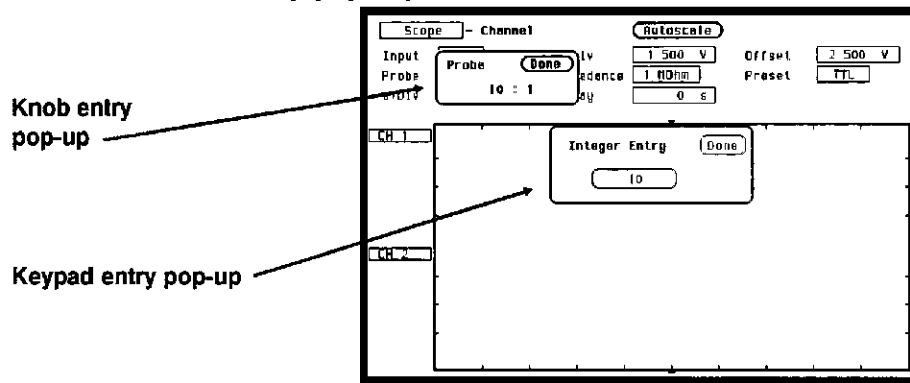 Scope - Channel Autoscale
Input 1 500 V Offset 2 500 V
Probe 1 MOhm Preset TTL
0 s
Probe Done
10 : 1
Knob entry
pop-up
CH 1
Integer Entry Done
10
CH 2
Keypad entry pop-up